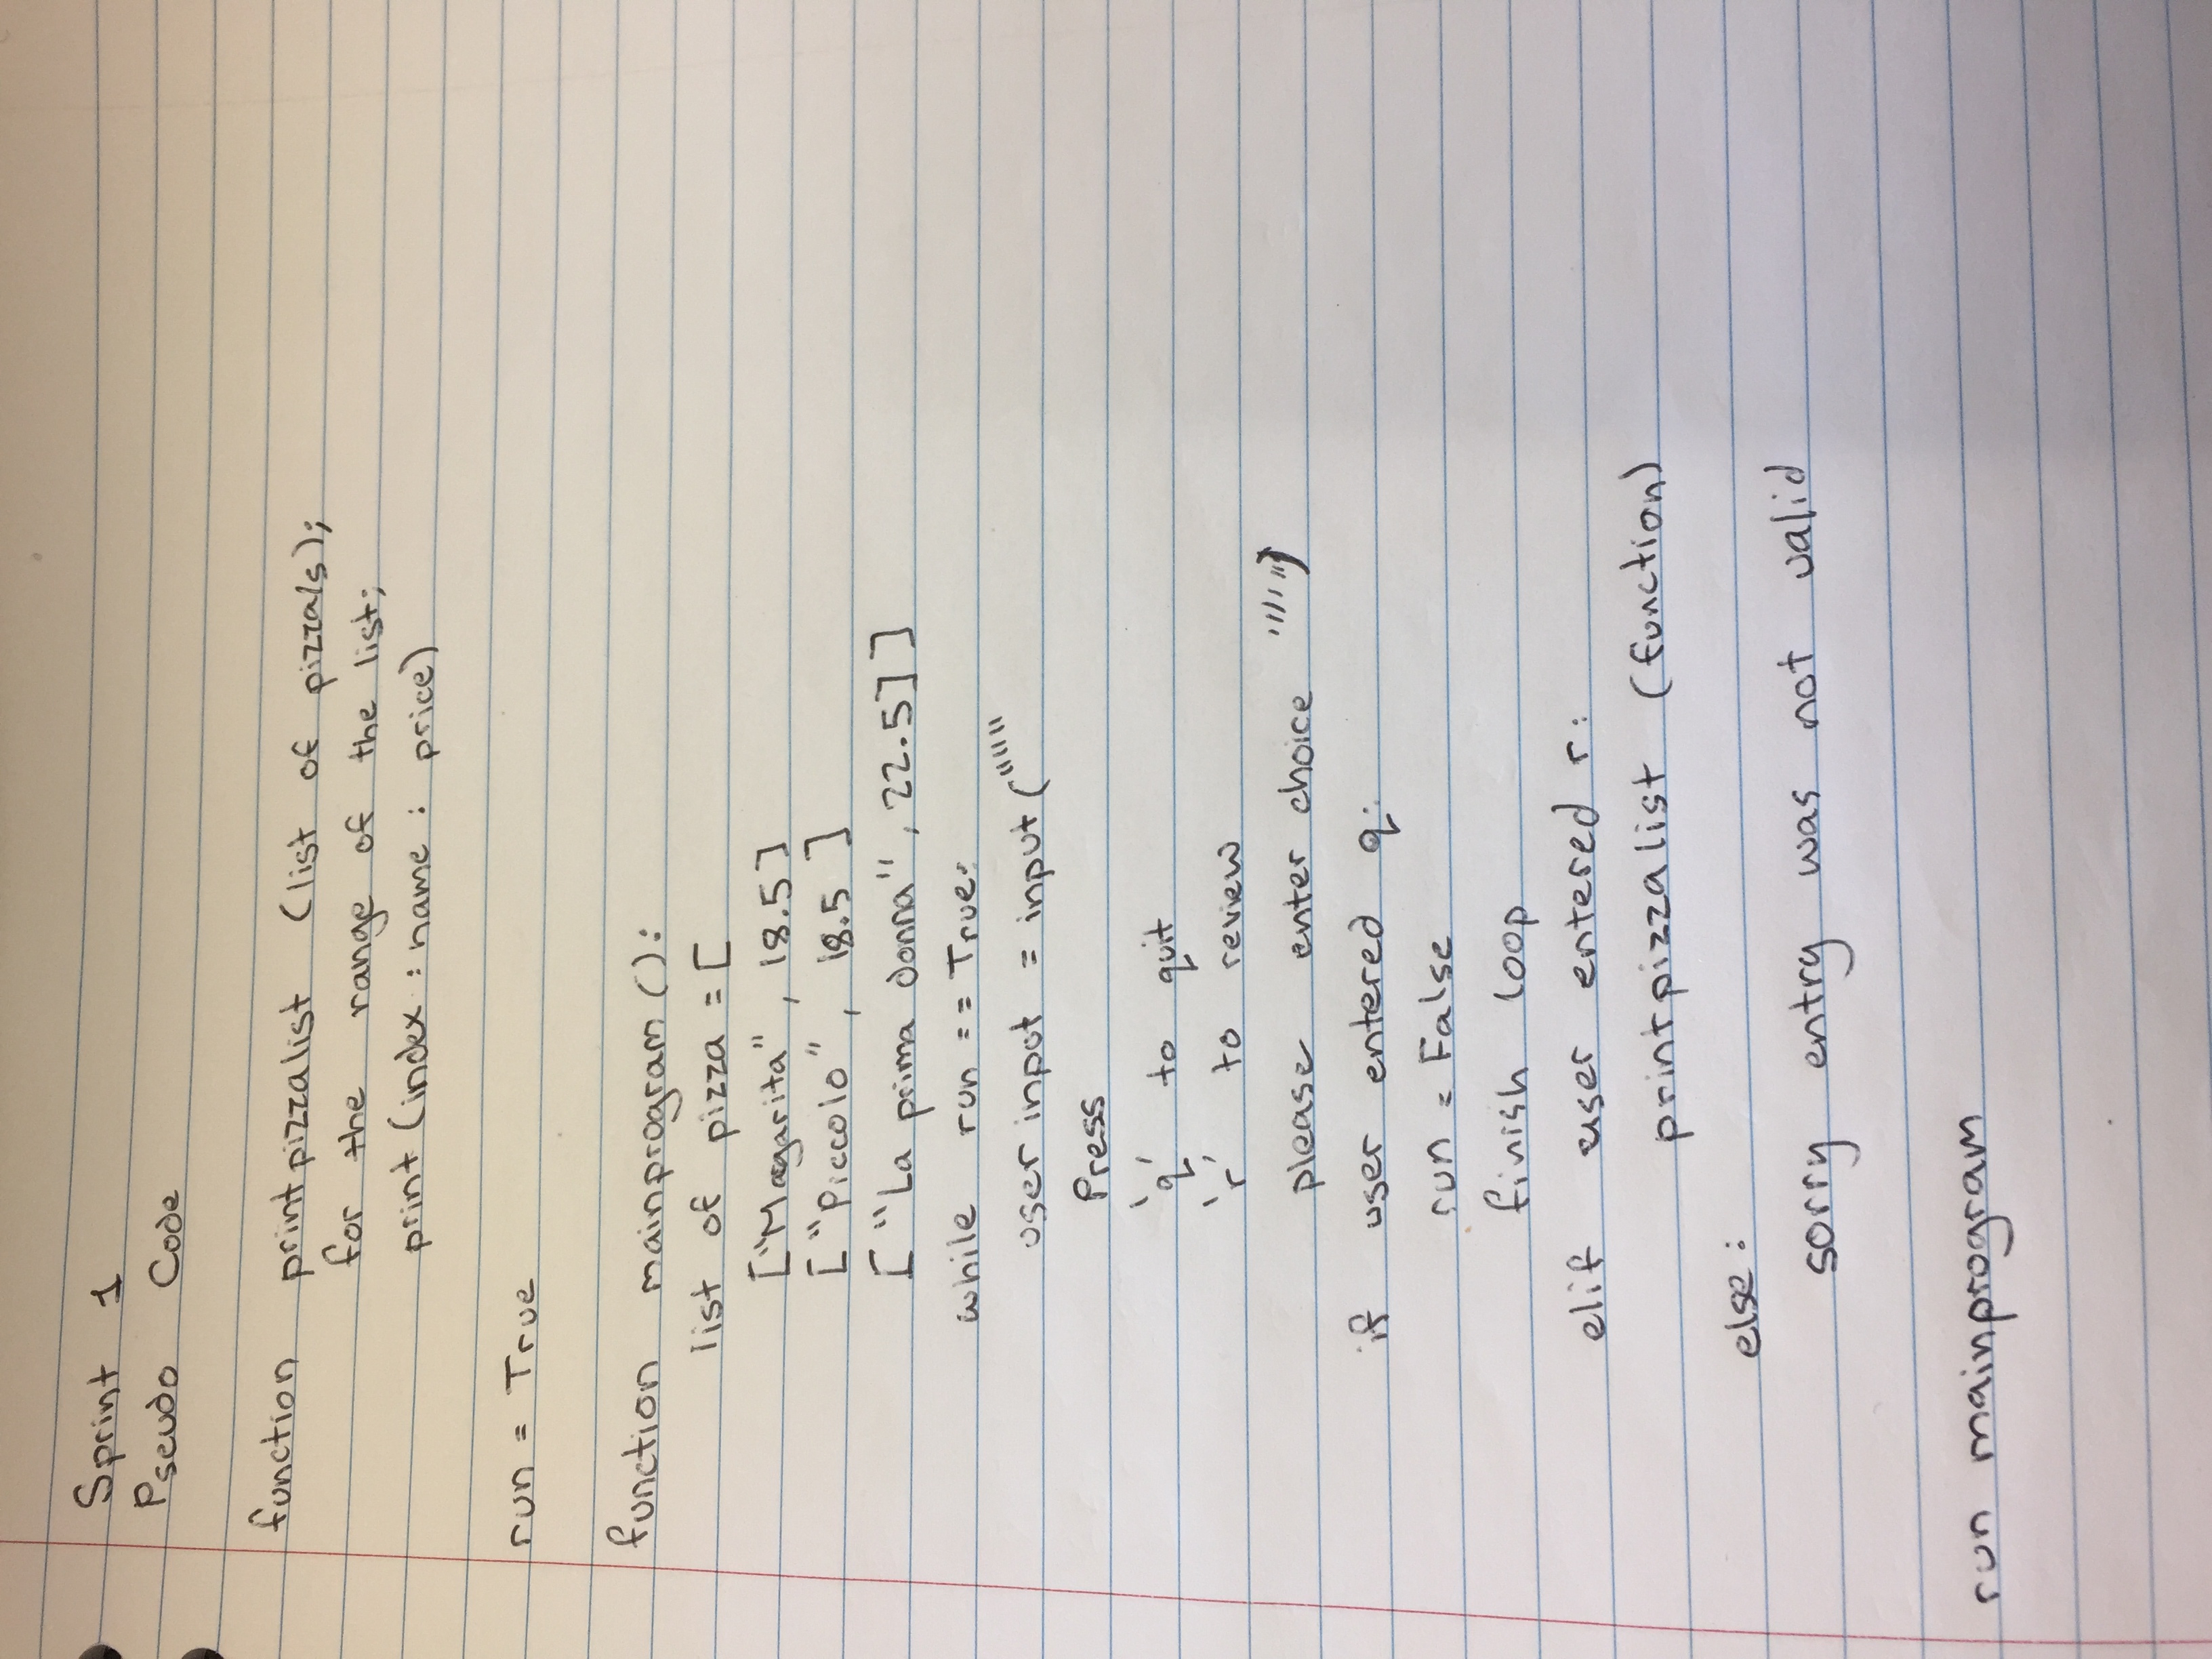 Sprint 1
Pseudo Code
function printpizzalist (list of pizzals);
for the range of the list;
print (index : name : price)
run = True
function mainprogram ():
list of pizza = [
["Magarita", 18.5]
["Piccolo", 18.5 ]
["La prima donna", 22.5] ]
while run == True:
user input = input ("""
Press
'q' to quit
'r' to review
please enter choice """)
if user entered q:
run = False
finish loop
elif user entered r:
printpizzalist (function)
else:
sorry entry was not valid
run mainprogram